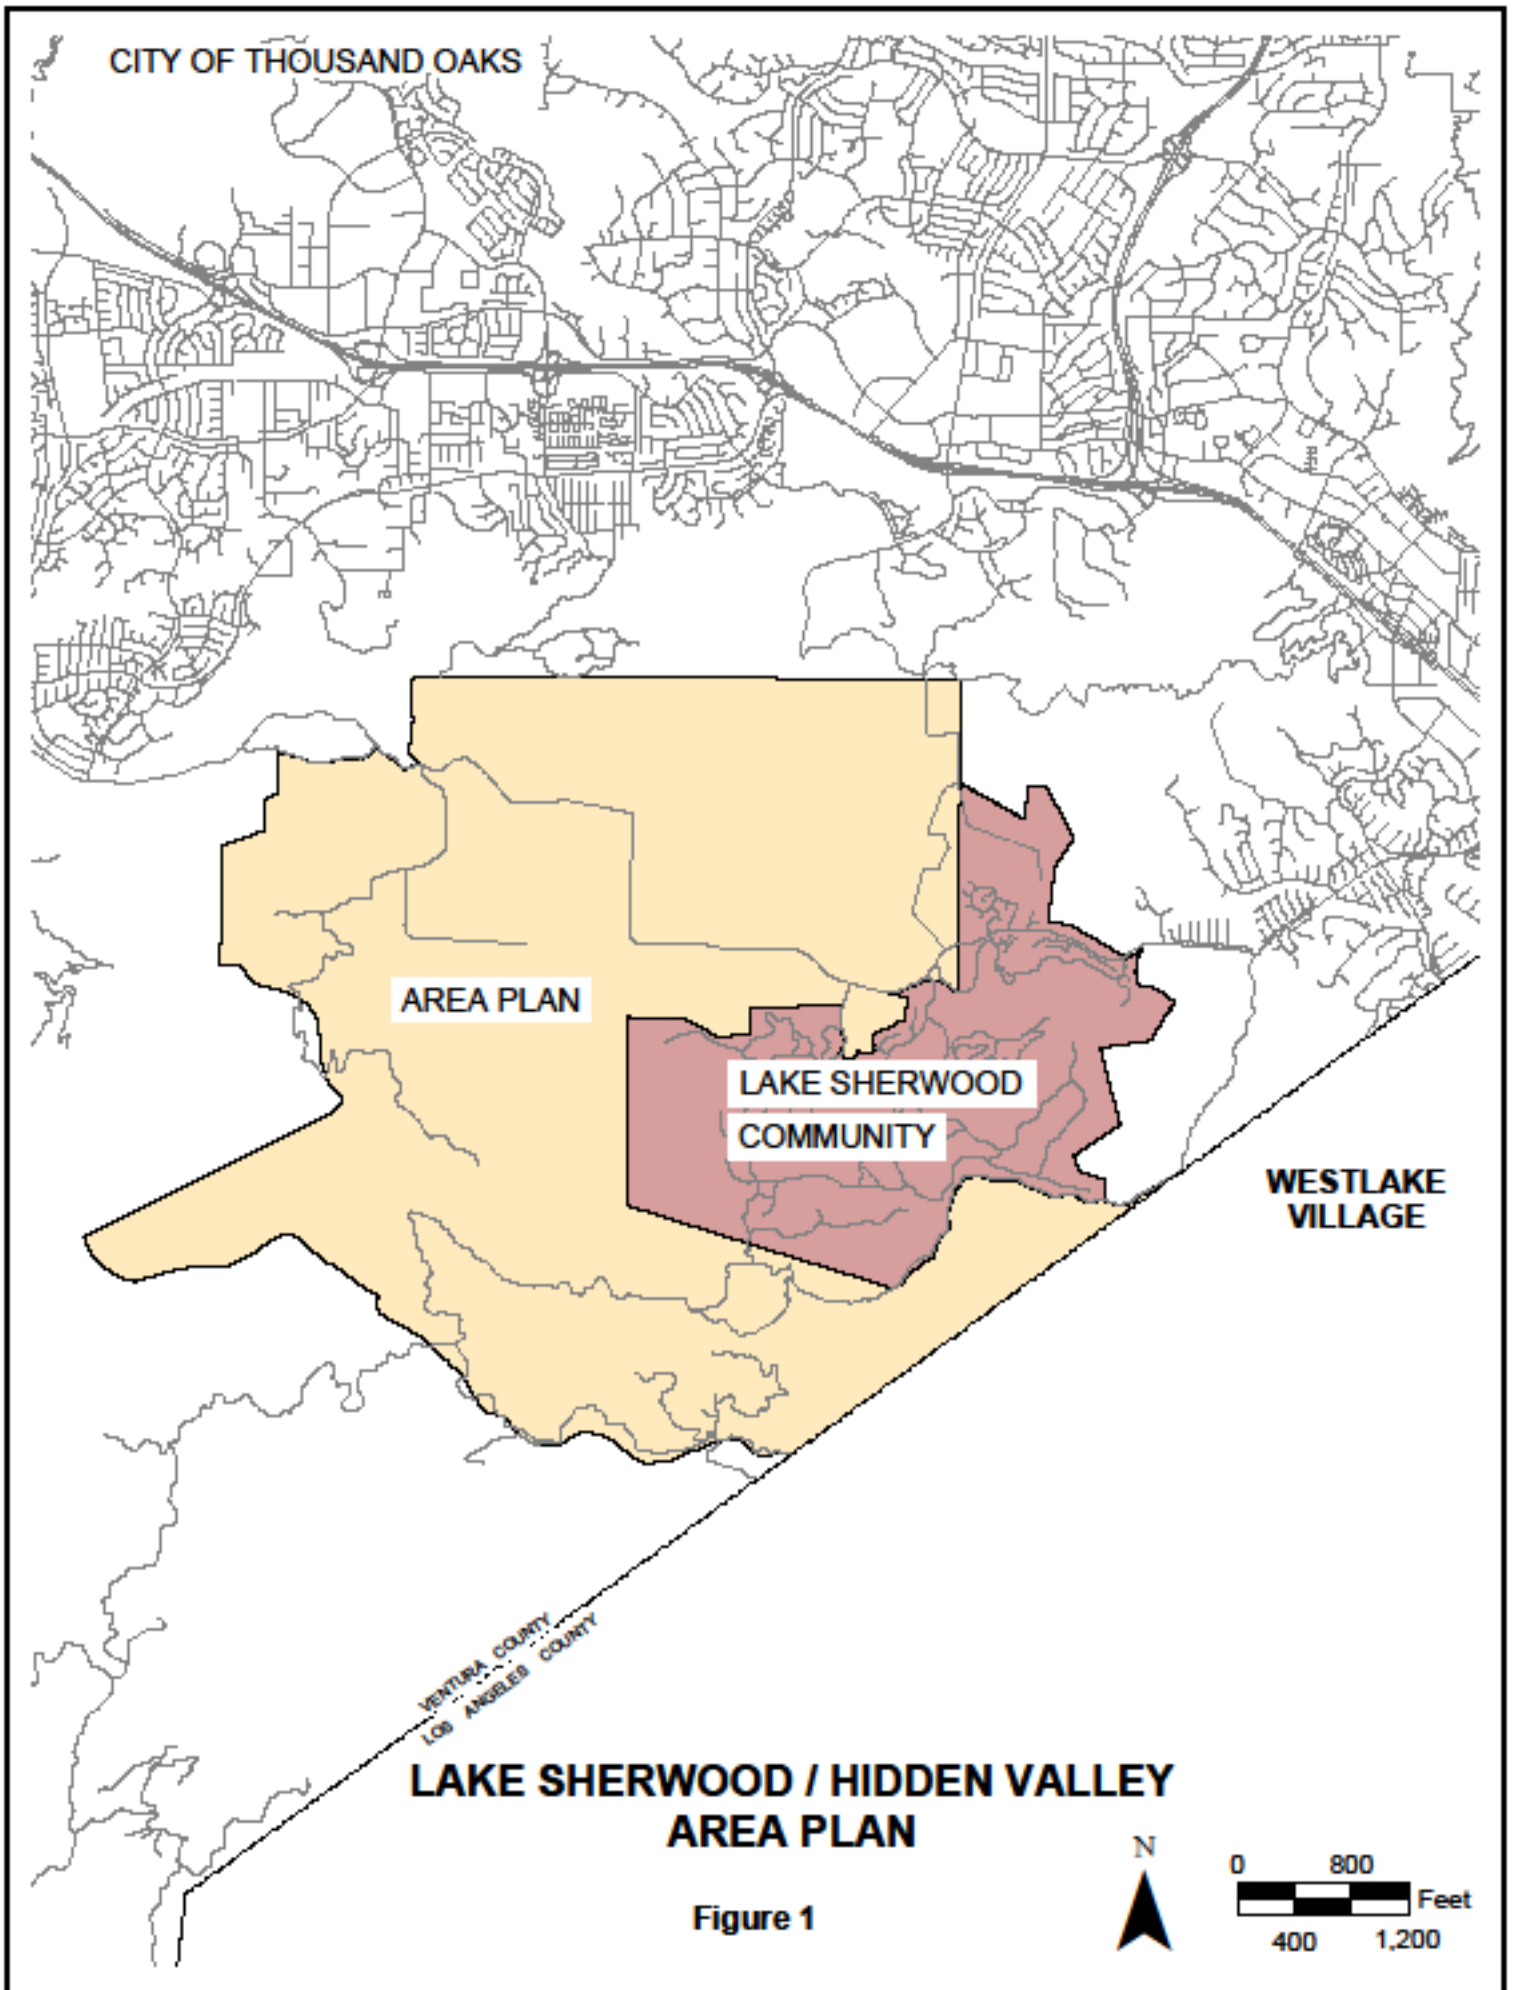 CITY OF THOUSAND OAKS
AREA PLAN
LAKE SHERWOOD
COMMUNITY
WESTLAKE
VILLAGE
VENTURA COUNTY
LOS ANGELES COUNTY
LAKE SHERWOOD / HIDDEN VALLEY
AREA PLAN
Figure 1
N
0 800
Feet
400 1,200